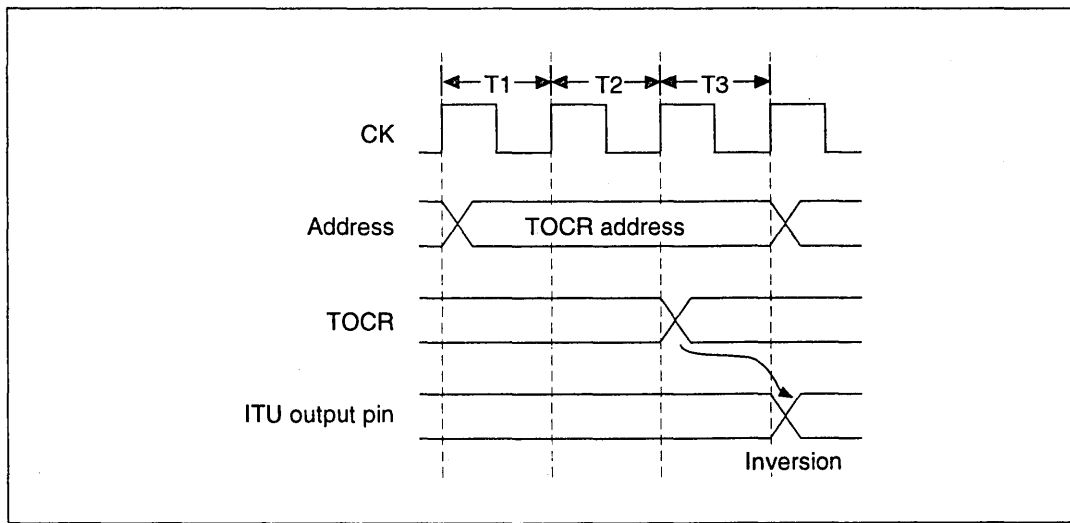 T1 T2 T3
CK
Address TOCR address
TOCR
ITU output pin
Inversion